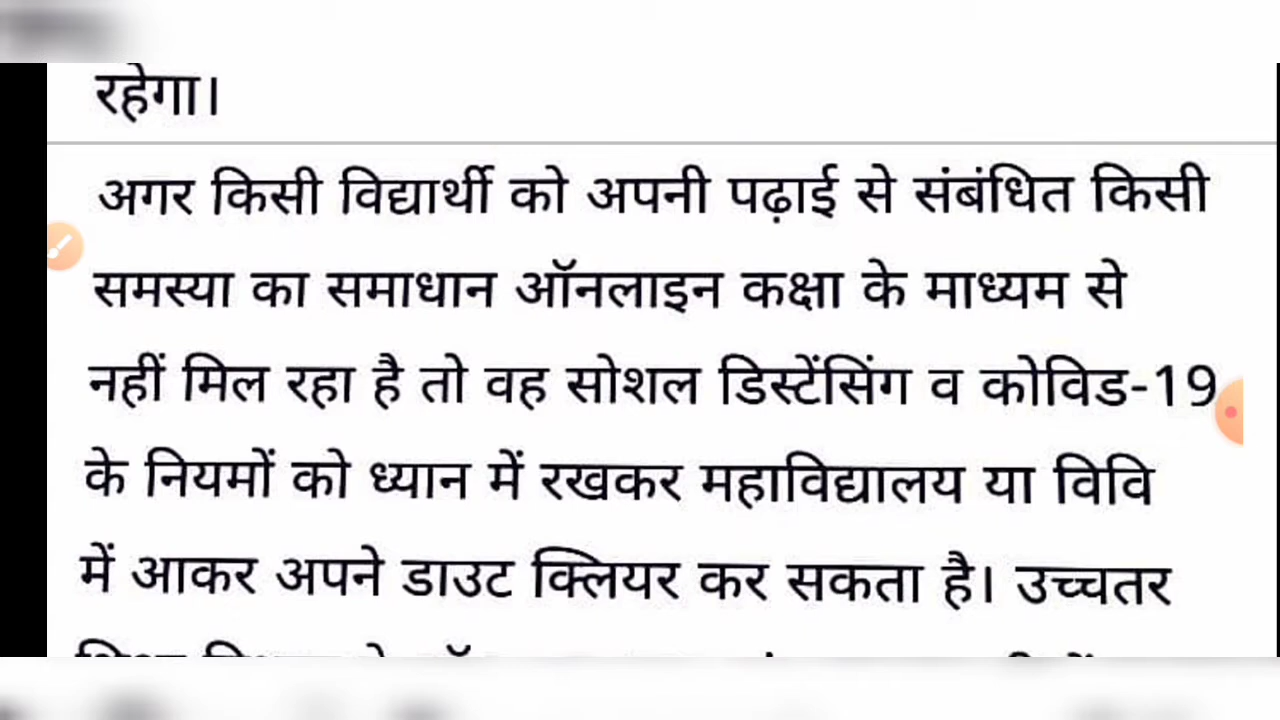 रहेगा।
अगर किसी विद्यार्थी को अपनी पढ़ाई से संबंधित किसी
समस्या का समाधान ऑनलाइन कक्षा के माध्यम से
नहीं मिल रहा है तो वह सोशल डिस्टेंसिंग व कोविड-19
के नियमों को ध्यान में रखकर महाविद्यालय या विवि
में आकर अपने डाउट क्लियर कर सकता है। उच्चतर